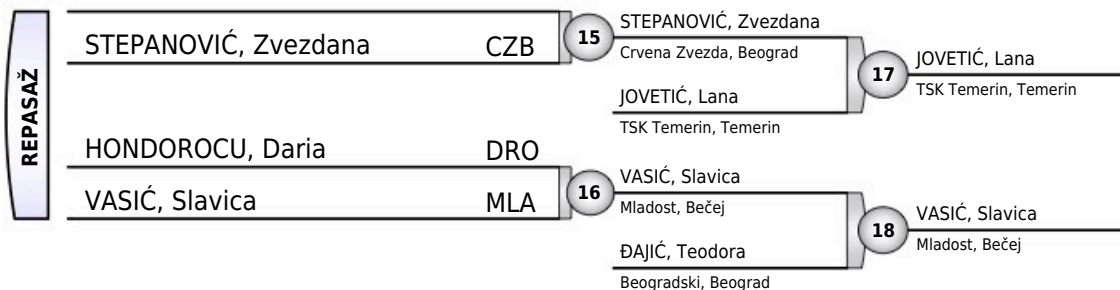 REPASAŽ
STEPANOVIĆ, Zvezdana CZB
HONDOROCU, Daria DRO
VASIĆ, Slavica MLA
15
STEPANOVIĆ, Zvezdana
Crvena Zvezda, Beograd
JOVETIĆ, Lana
TSK Temerin, Temerin
16
VASIĆ, Slavica
Mladost, Bečej
ĐAJIĆ, Teodora
Beogradski, Beograd
17
JOVETIĆ, Lana
TSK Temerin, Temerin
18
VASIĆ, Slavica
Mladost, Bečej